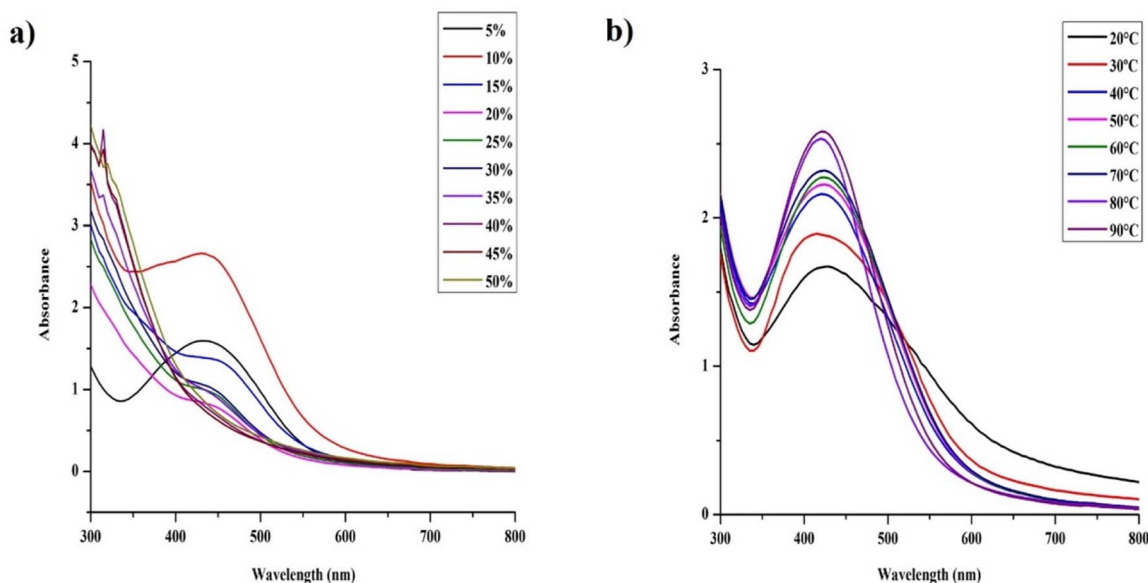 a)
5%
10%
15%
20%
25%
30%
35%
40%
45%
50%
5
4
3
2
1
0
Absorbance
300 400 500 600 700 800
Wavelength (nm)
b)
20°C
30°C
40°C
50°C
60°C
70°C
80°C
90°C
3
2
1
0
Absorbance
300 400 500 600 700 800
Wavelength (nm)